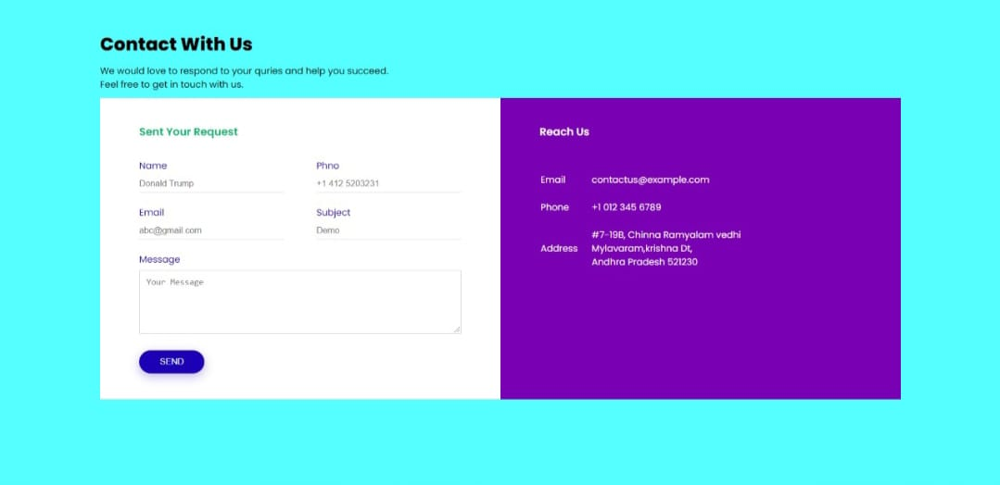 Contact With Us
We would love to respond to your quries and help you succeed.
Feel free to get in touch with us.
Sent Your Request
Name
Donald Trump
Phno
+1 412 5203231
Email
abc@gmail.com
Subject
Demo
Message
Your Message
SEND
Reach Us
Email contactus@example.com
Phone +1 012 345 6789
#7-19B, Chinna Ramyalam vedhi
Address Mylavaram,krishna Dt,
Andhra Pradesh 521230